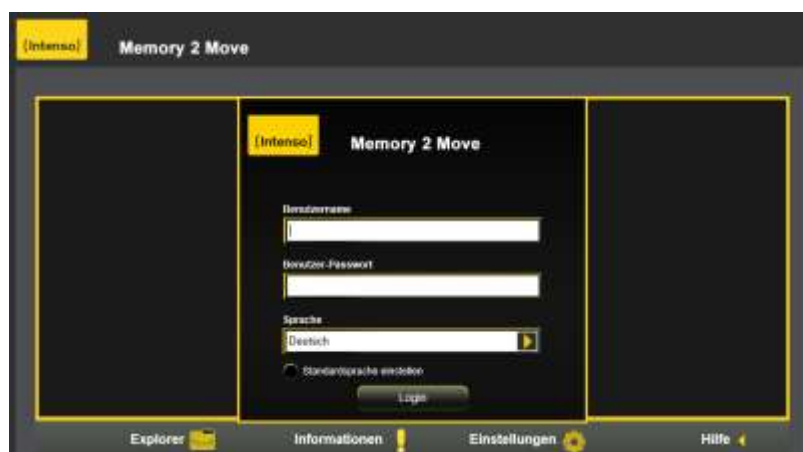 (Intenso) Memory 2 Move
(Intenso) Memory 2 Move
Benutzername
Benutzer-Passwort
Sprache
Deutsch
Standardsprache einstellen
Login
Explorer Informationen Einstellungen Hilfe